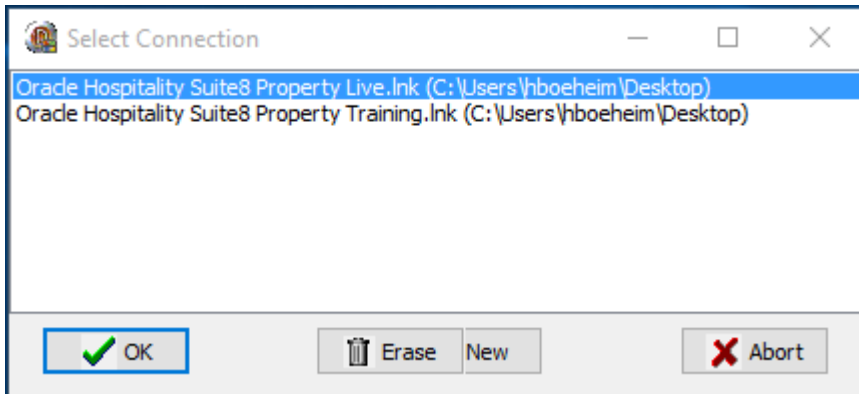 Select Connection
Oracle Hospitality Suite8 Property Live.lnk (C:\Users\hboeheim\Desktop)
Oracle Hospitality Suite8 Property Training.lnk (C:\Users\hboeheim\Desktop)
OK Erase New Abort